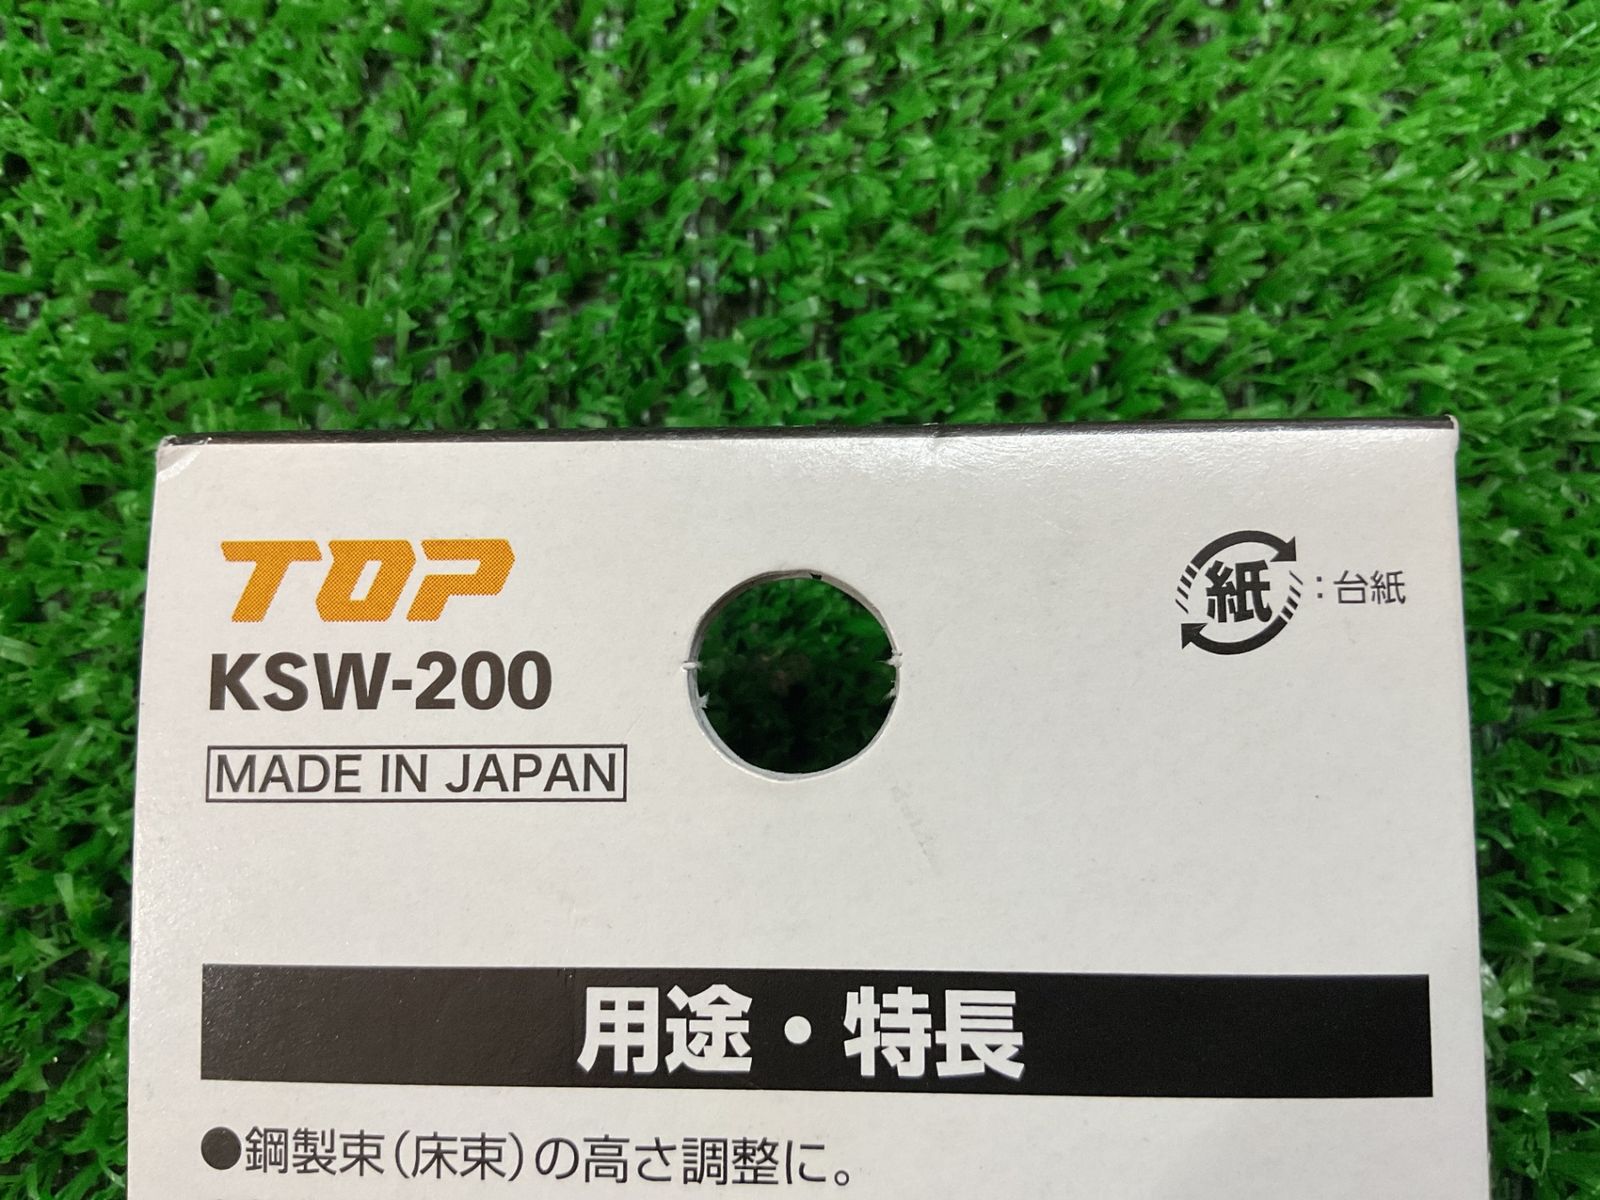 TOP
KSW-200
MADE IN JAPAN
紙:台紙
用途・特長
●鋼製束(床束)の高さ調整に。